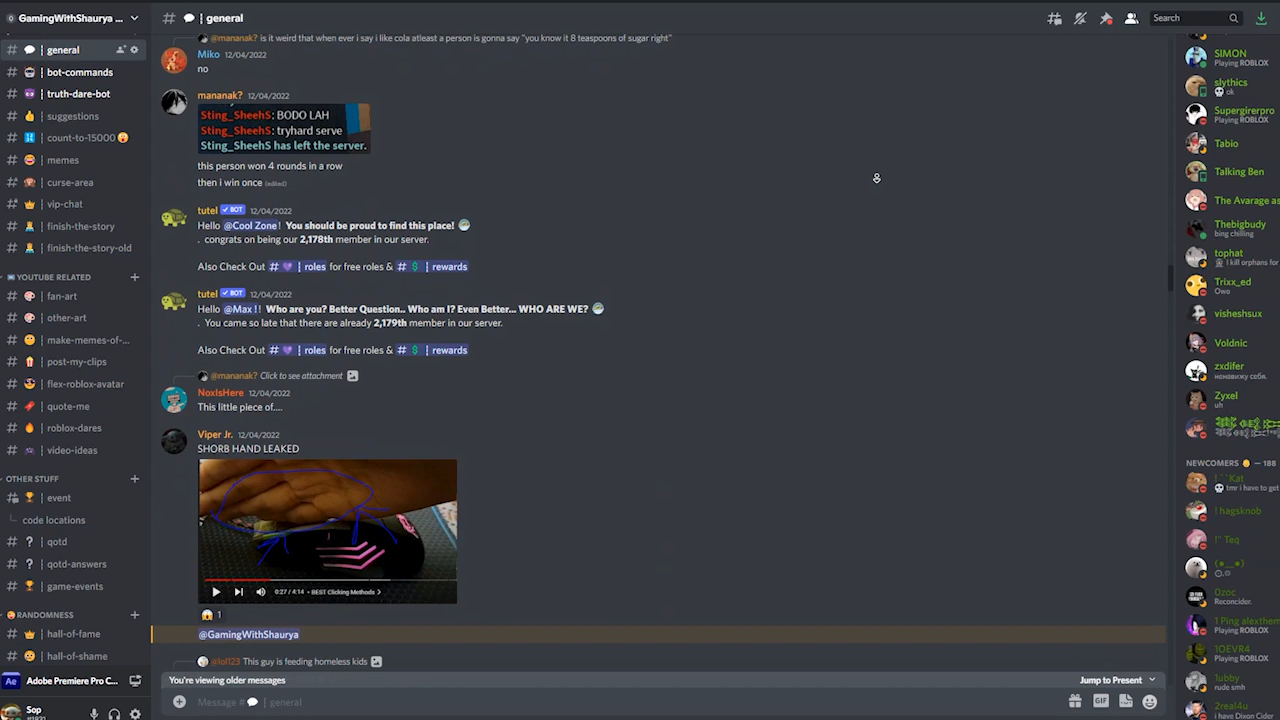 GamingWithShaurya ...
# | general
Search
| general
| bot-commands
| truth-dare-bot
| suggestions
| count-to-15000
| memes
| curse-area
| vip-chat
| finish-the-story
| finish-the-story-old
YOUTUBE RELATED
| fan-art
| other-art
| make-memes-of-...
| post-my-clips
| flex-roblox-avatar
| quote-me
| roblox-dares
| video-ideas
OTHER STUFF
| event
code locations
? | qotd
? | qotd-answers
| game-events
RANDOMNESS
| hall-of-fame
| hall-of-shame
Ae Adobe Premiere Pro C...
Sop
@mananak? is it weird that when ever i say i like cola atleast a person is gonna say "you know it 8 teaspoons of sugar right"
Miko 12/04/2022
no
mananak? 12/04/2022
Sting_SheehS: BODO LAH
Sting_SheehS: tryhard serve
Sting_SheehS has left the server.
this person won 4 rounds in a row
then i win once (edited)
tutel BOT 12/04/2022
Hello @Cool Zone! You should be proud to find this place!
. congrats on being our 2,178th member in our server.
Also Check Out # | roles for free roles & # | rewards
tutel BOT 12/04/2022
Hello @Max !! Who are you? Better Question.. Who am I? Even Better... WHO ARE WE?
. You came so late that there are already 2,179th member in our server.
Also Check Out # | roles for free roles & # | rewards
@mananak? Click to see attachment
NoxIsHere 12/04/2022
This little piece of....
Viper Jr. 12/04/2022
SHORB HAND LEAKED
0:27 / 4:14 • BEST Clicking Methods >
1
@GamingWithShaurya
@lol123 This guy is feeding homeless kids
You're viewing older messages
Jump to Present
Message # | general
GIF
SIMON
Playing ROBLOX
slythics
ok
Supergirerpro
Playing ROBLOX
Tabio
Talking Ben
The Avarage as
Thebigbudy
bing chilling
tophat
I kill orphans for
Trixx_ed
Owo
visheshsux
Voldnic
zxdifer
ненавижу себя.
Zyxel
uh
NEWCOMERS — 188
!``Kat
tmr i have to get
! hagsknob
!" Teq
0zoc
Reconcider.
1 Ping alexthem
Playing ROBLOX
1OEVR4
Playing ROBLOX
1ubby
rude smh
2real4u
i have Dixon Cider